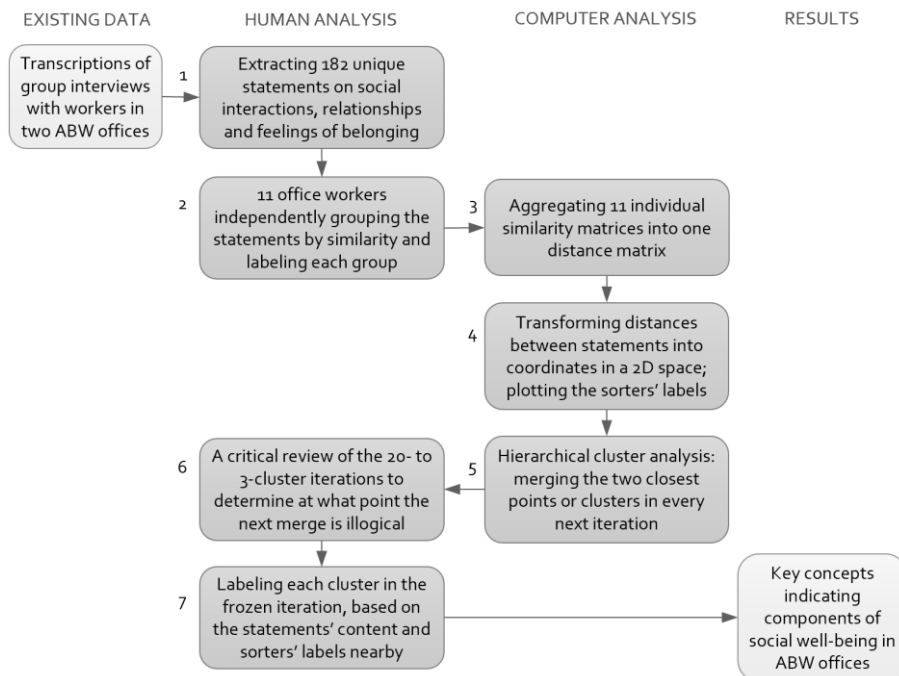 EXISTING DATA
HUMAN ANALYSIS
COMPUTER ANALYSIS
RESULTS
Transcriptions of
group interviews
with workers in
two ABW offices
1
Extracting 182 unique
statements on social
interactions, relationships
and feelings of belonging
2
11 office workers
independently grouping the
statements by similarity and
labeling each group
3
Aggregating 11 individual
similarity matrices into one
distance matrix
4
Transforming distances
between statements into
coordinates in a 2D space;
plotting the sorters’ labels
5
Hierarchical cluster analysis:
merging the two closest
points or clusters in every
next iteration
6
A critical review of the 20- to
3-cluster iterations to
determine at what point the
next merge is illogical
7
Labeling each cluster in the
frozen iteration, based on
the statements’ content and
sorters’ labels nearby
Key concepts
indicating
components of
social well-being in
ABW offices